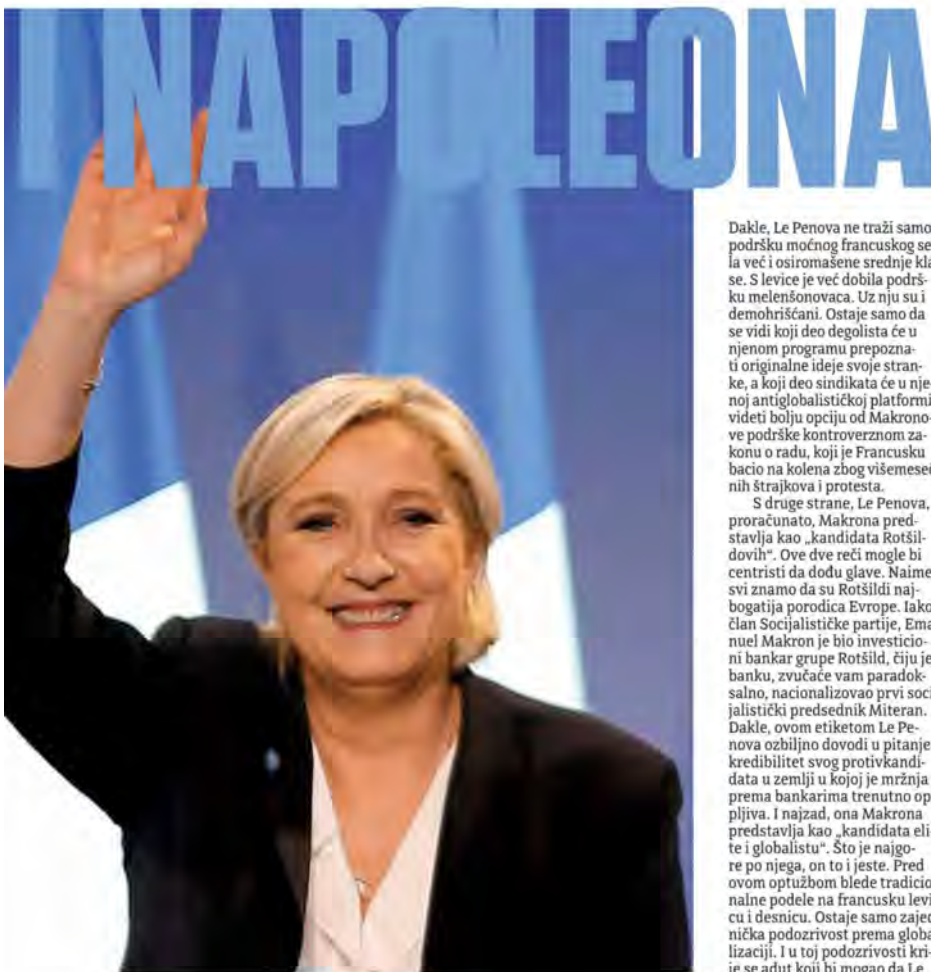 I NAPOLEONA
Dakle, Le Penova ne traži samo
podršku moćnog francuskog se
la već i osiromašene srednje kla
se. S levice je već dobila podrš-
ku melenšonovaca. Uz nju su i
demohrišćani. Ostaje samo da
se vidi koji deo degolista će u
njenom programu prepozna-
ti originalne ideje svoje stran-
ke, a koji deo sindikata će u nje
noj antiglobalističkoj platformi
videti bolju opciju od Makrono-
ve podrške kontroverznom za-
konu o radu, koji je Francusku
bacio na kolena zbog višemeseč
nih štrajkova i protesta.
S druge strane, Le Penova,
proračunato, Makrona pred-
stavlja kao „kandidata Rotšil-
dovih“. Ove dve reči mogle bi
centristi da dođu glave. Naime
svi znamo da su Rotšildi naj-
bogatija porodica Evrope. Iako
član Socijalističke partije, Ema
nuel Makron je bio investicio-
ni bankar grupe Rotšild, čiju je
banku, zvučaće vam paradok-
salno, nacionalizovao prvi soci
jalistički predsednik Miteran.
Dakle, ovom etiketom Le Pe-
nova ozbiljno dovodi u pitanje
kredibilitet svog protivkandi-
data u zemlji u kojoj je mržnja
prema bankarima trenutno op
pljiva. I najzad, ona Makrona
predstavlja kao „kandidata eli-
te i globalistu“. Što je najgo-
re po njega, on to i jeste. Pred
ovom optužbom blede tradicio
nalne podele na francusku levi
cu i desnicu. Ostaje samo zajed
nička podozrivost prema globa
lizaciji. I u toj podozrivosti kri-
je se adut koji bi mogao da Le